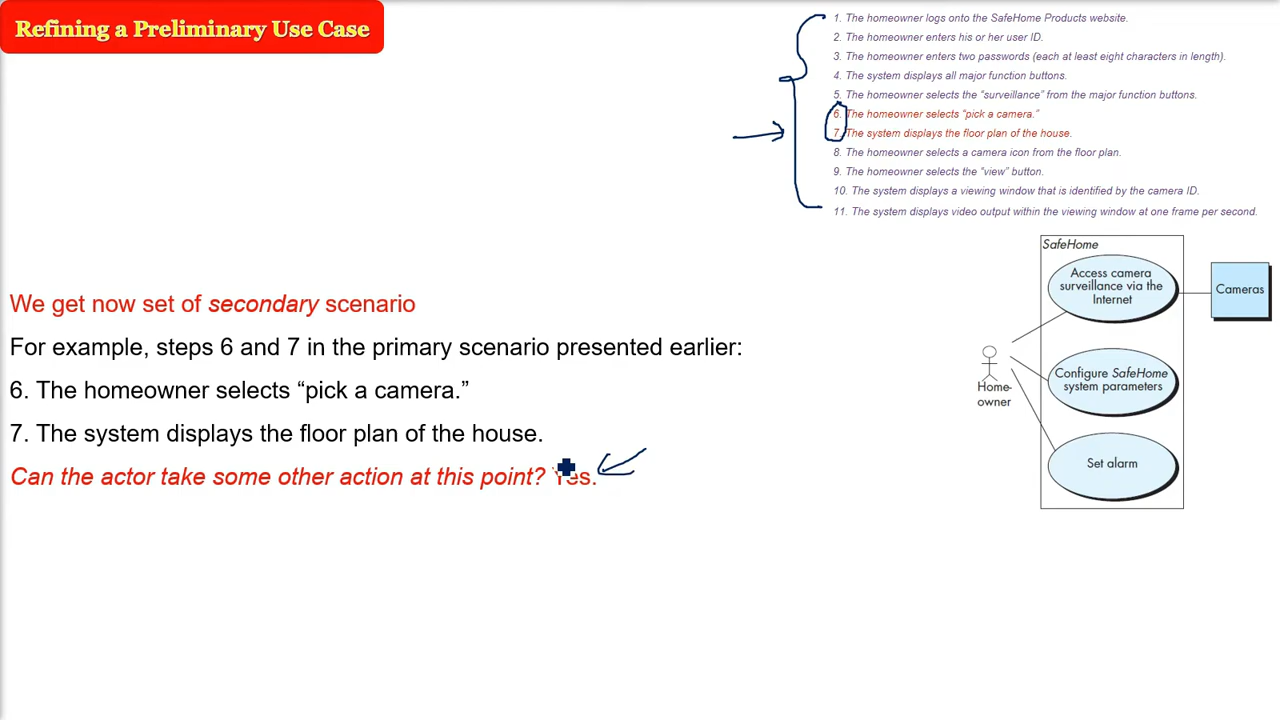 Refining a Preliminary Use Case
1. The homeowner logs onto the SafeHome Products website.
2. The homeowner enters his or her user ID.
3. The homeowner enters two passwords (each at least eight characters in length).
4. The system displays all major function buttons.
5. The homeowner selects the “surveillance” from the major function buttons.
6. The homeowner selects “pick a camera.”
7. The system displays the floor plan of the house.
8. The homeowner selects a camera icon from the floor plan.
9. The homeowner selects the “view” button.
10. The system displays a viewing window that is identified by the camera ID.
11. The system displays video output within the viewing window at one frame per second.
We get now set of secondary scenario
For example, steps 6 and 7 in the primary scenario presented earlier:
6. The homeowner selects “pick a camera.”
7. The system displays the floor plan of the house.
Can the actor take some other action at this point? Yes.
SafeHome
Access camera
surveillance via the
Internet
Cameras
Home-
owner
Configure SafeHome
system parameters
Set alarm